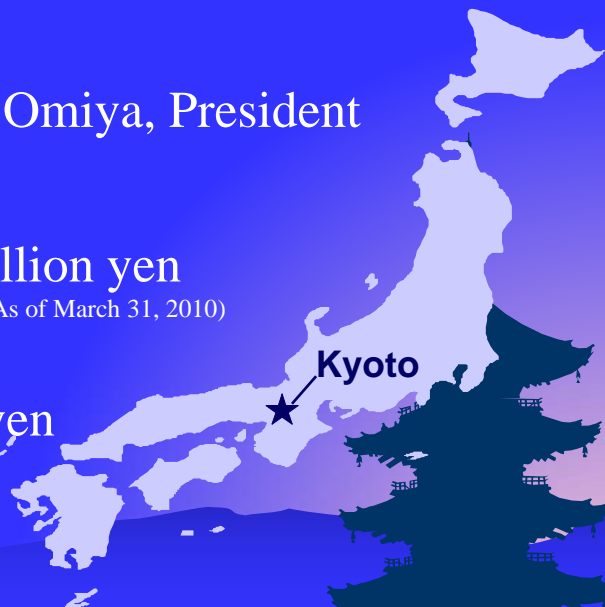 Omiya, President
llion yen
As of March 31, 2010)
Kyoto
yen